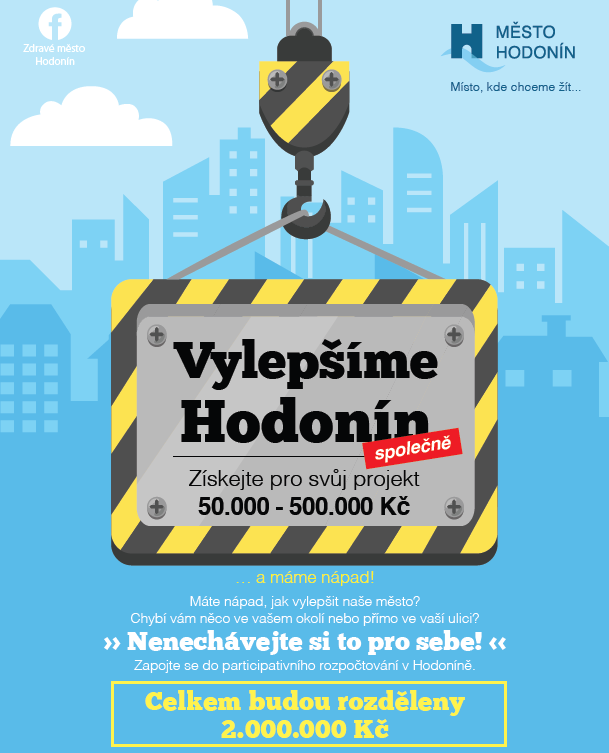 Zdravé město
Hodonín
MĚSTO
HODONÍN
Místo, kde chceme žít...
Vylepšíme
Hodonín
společně
Získejte pro svůj projekt
50.000 - 500.000 Kč
... a máme nápad!
Máte nápad, jak vylepšit naše město?
Chybí vám něco ve vašem okolí nebo přímo ve vaší ulici?
›› Nenechávejte si to pro sebe! ‹‹
Zapojte se do participativního rozpočtování v Hodoníně.
Celkem budou rozděleny
2.000.000 Kč